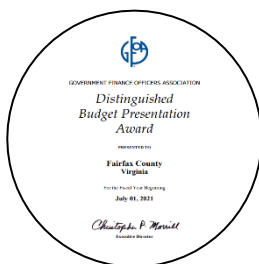 GFOA
GOVERNMENT FINANCE OFFICERS ASSOCIATION
Distinguished
Budget Presentation
Award
PRESENTED TO
Fairfax County
Virginia
For the Fiscal Year Beginning
July 01, 2021
Christopher P. Morrill
Executive Director